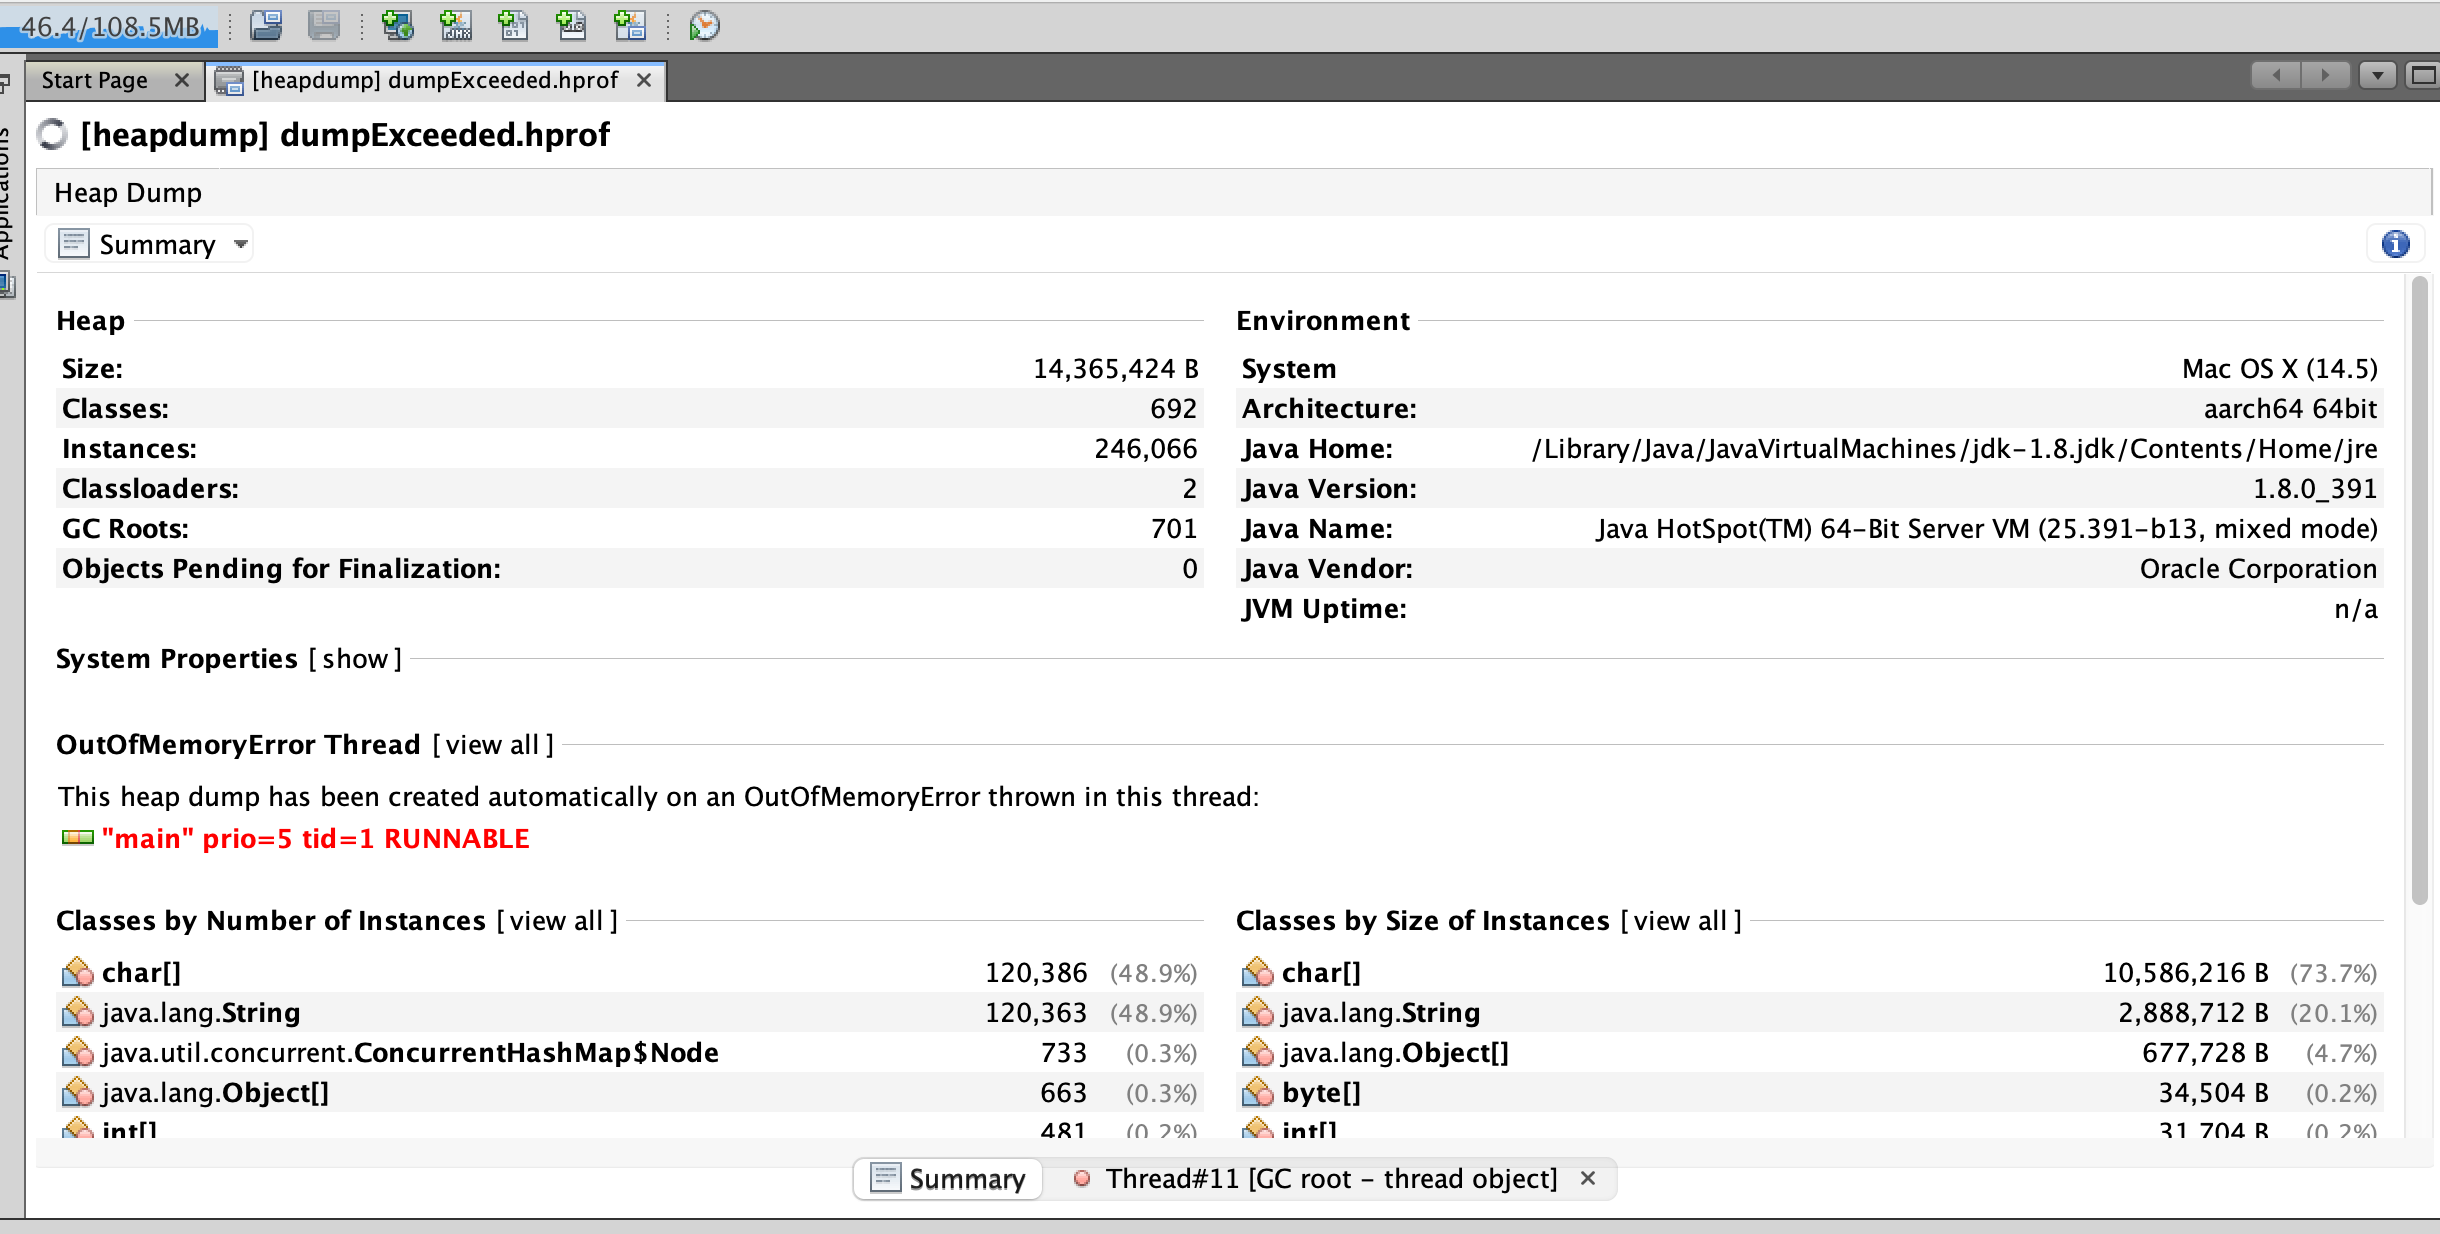 46.4/108.5MB
Start Page
[heapdump] dumpExceeded.hprof
Applications
[heapdump] dumpExceeded.hprof
Heap Dump
Summary
Heap
Size: 14,365,424 B
Classes: 692
Instances: 246,066
Classloaders: 2
GC Roots: 701
Objects Pending for Finalization: 0
Environment
System Mac OS X (14.5)
Architecture: aarch64 64bit
Java Home: /Library/Java/JavaVirtualMachines/jdk-1.8.jdk/Contents/Home/jre
Java Version: 1.8.0_391
Java Name: Java HotSpot(TM) 64-Bit Server VM (25.391-b13, mixed mode)
Java Vendor: Oracle Corporation
JVM Uptime: n/a
System Properties [show]
OutOfMemoryError Thread [view all]
This heap dump has been created automatically on an OutOfMemoryError thrown in this thread:
"main" prio=5 tid=1 RUNNABLE
Classes by Number of Instances [view all]
char[] 120,386 (48.9%)
java.lang.String 120,363 (48.9%)
java.util.concurrent.ConcurrentHashMap$Node 733 (0.3%)
java.lang.Object[] 663 (0.3%)
int[] 481 (0.2%)
Classes by Size of Instances [view all]
char[] 10,586,216 B (73.7%)
java.lang.String 2,888,712 B (20.1%)
java.lang.Object[] 677,728 B (4.7%)
byte[] 34,504 B (0.2%)
int[] 31,704 B (0.2%)
Summary
Thread#11 [GC root - thread object]